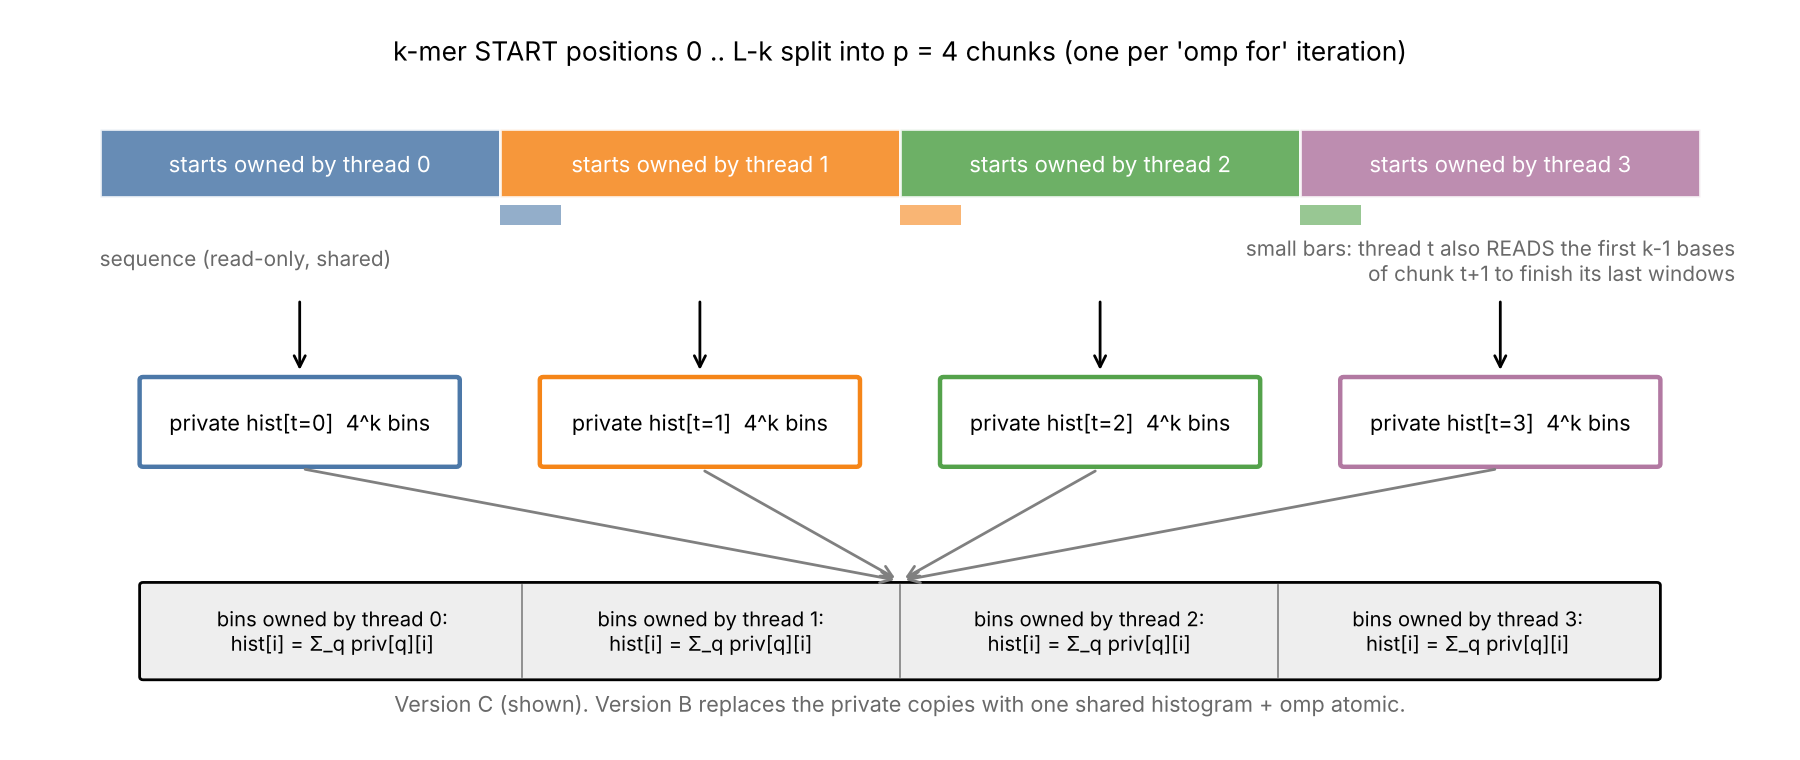 k-mer START positions 0 .. L-k split into p = 4 chunks (one per 'omp for' iteration)
starts owned by thread 0
starts owned by thread 1
starts owned by thread 2
starts owned by thread 3
sequence (read-only, shared)
small bars: thread t also READS the first k-1 bases
of chunk t+1 to finish its last windows
private hist[t=0]  4^k bins
private hist[t=1]  4^k bins
private hist[t=2]  4^k bins
private hist[t=3]  4^k bins
bins owned by thread 0:
hist[i] = Σ_q priv[q][i]
bins owned by thread 1:
hist[i] = Σ_q priv[q][i]
bins owned by thread 2:
hist[i] = Σ_q priv[q][i]
bins owned by thread 3:
hist[i] = Σ_q priv[q][i]
Version C (shown). Version B replaces the private copies with one shared histogram + omp atomic.